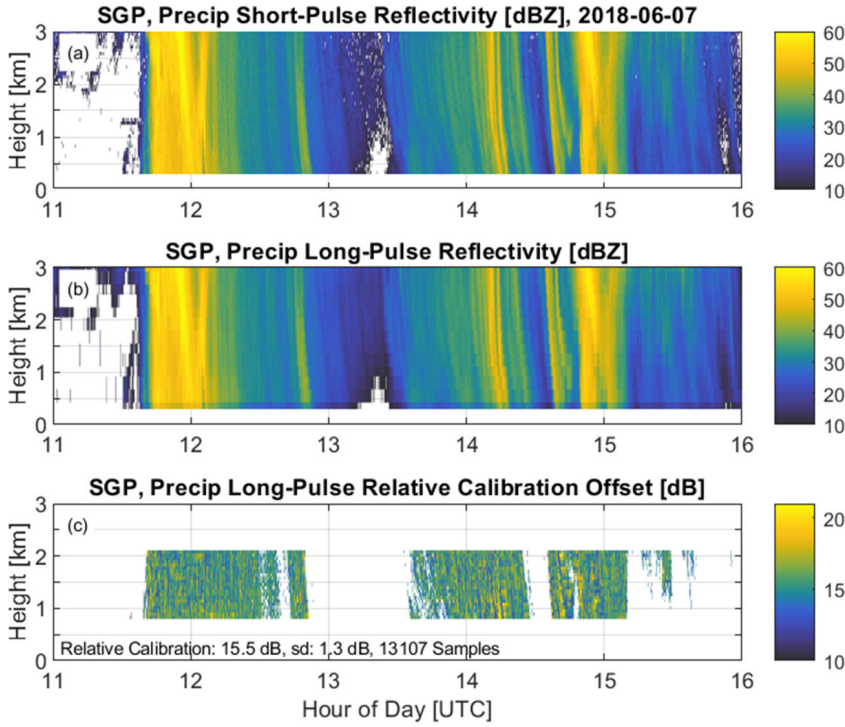 SGP, Precip Short-Pulse Reflectivity [dBZ], 2018-06-07
(a)
Height [km]
3
2
1
0
11 12 13 14 15 16
60
50
40
30
20
10
SGP, Precip Long-Pulse Reflectivity [dBZ]
(b)
Height [km]
3
2
1
0
11 12 13 14 15 16
60
50
40
30
20
10
SGP, Precip Long-Pulse Relative Calibration Offset [dB]
(c)
Height [km]
3
2
1
0
Relative Calibration: 15.5 dB, sd: 1.3 dB, 13107 Samples
11 12 13 14 15 16
20
15
10
Hour of Day [UTC]